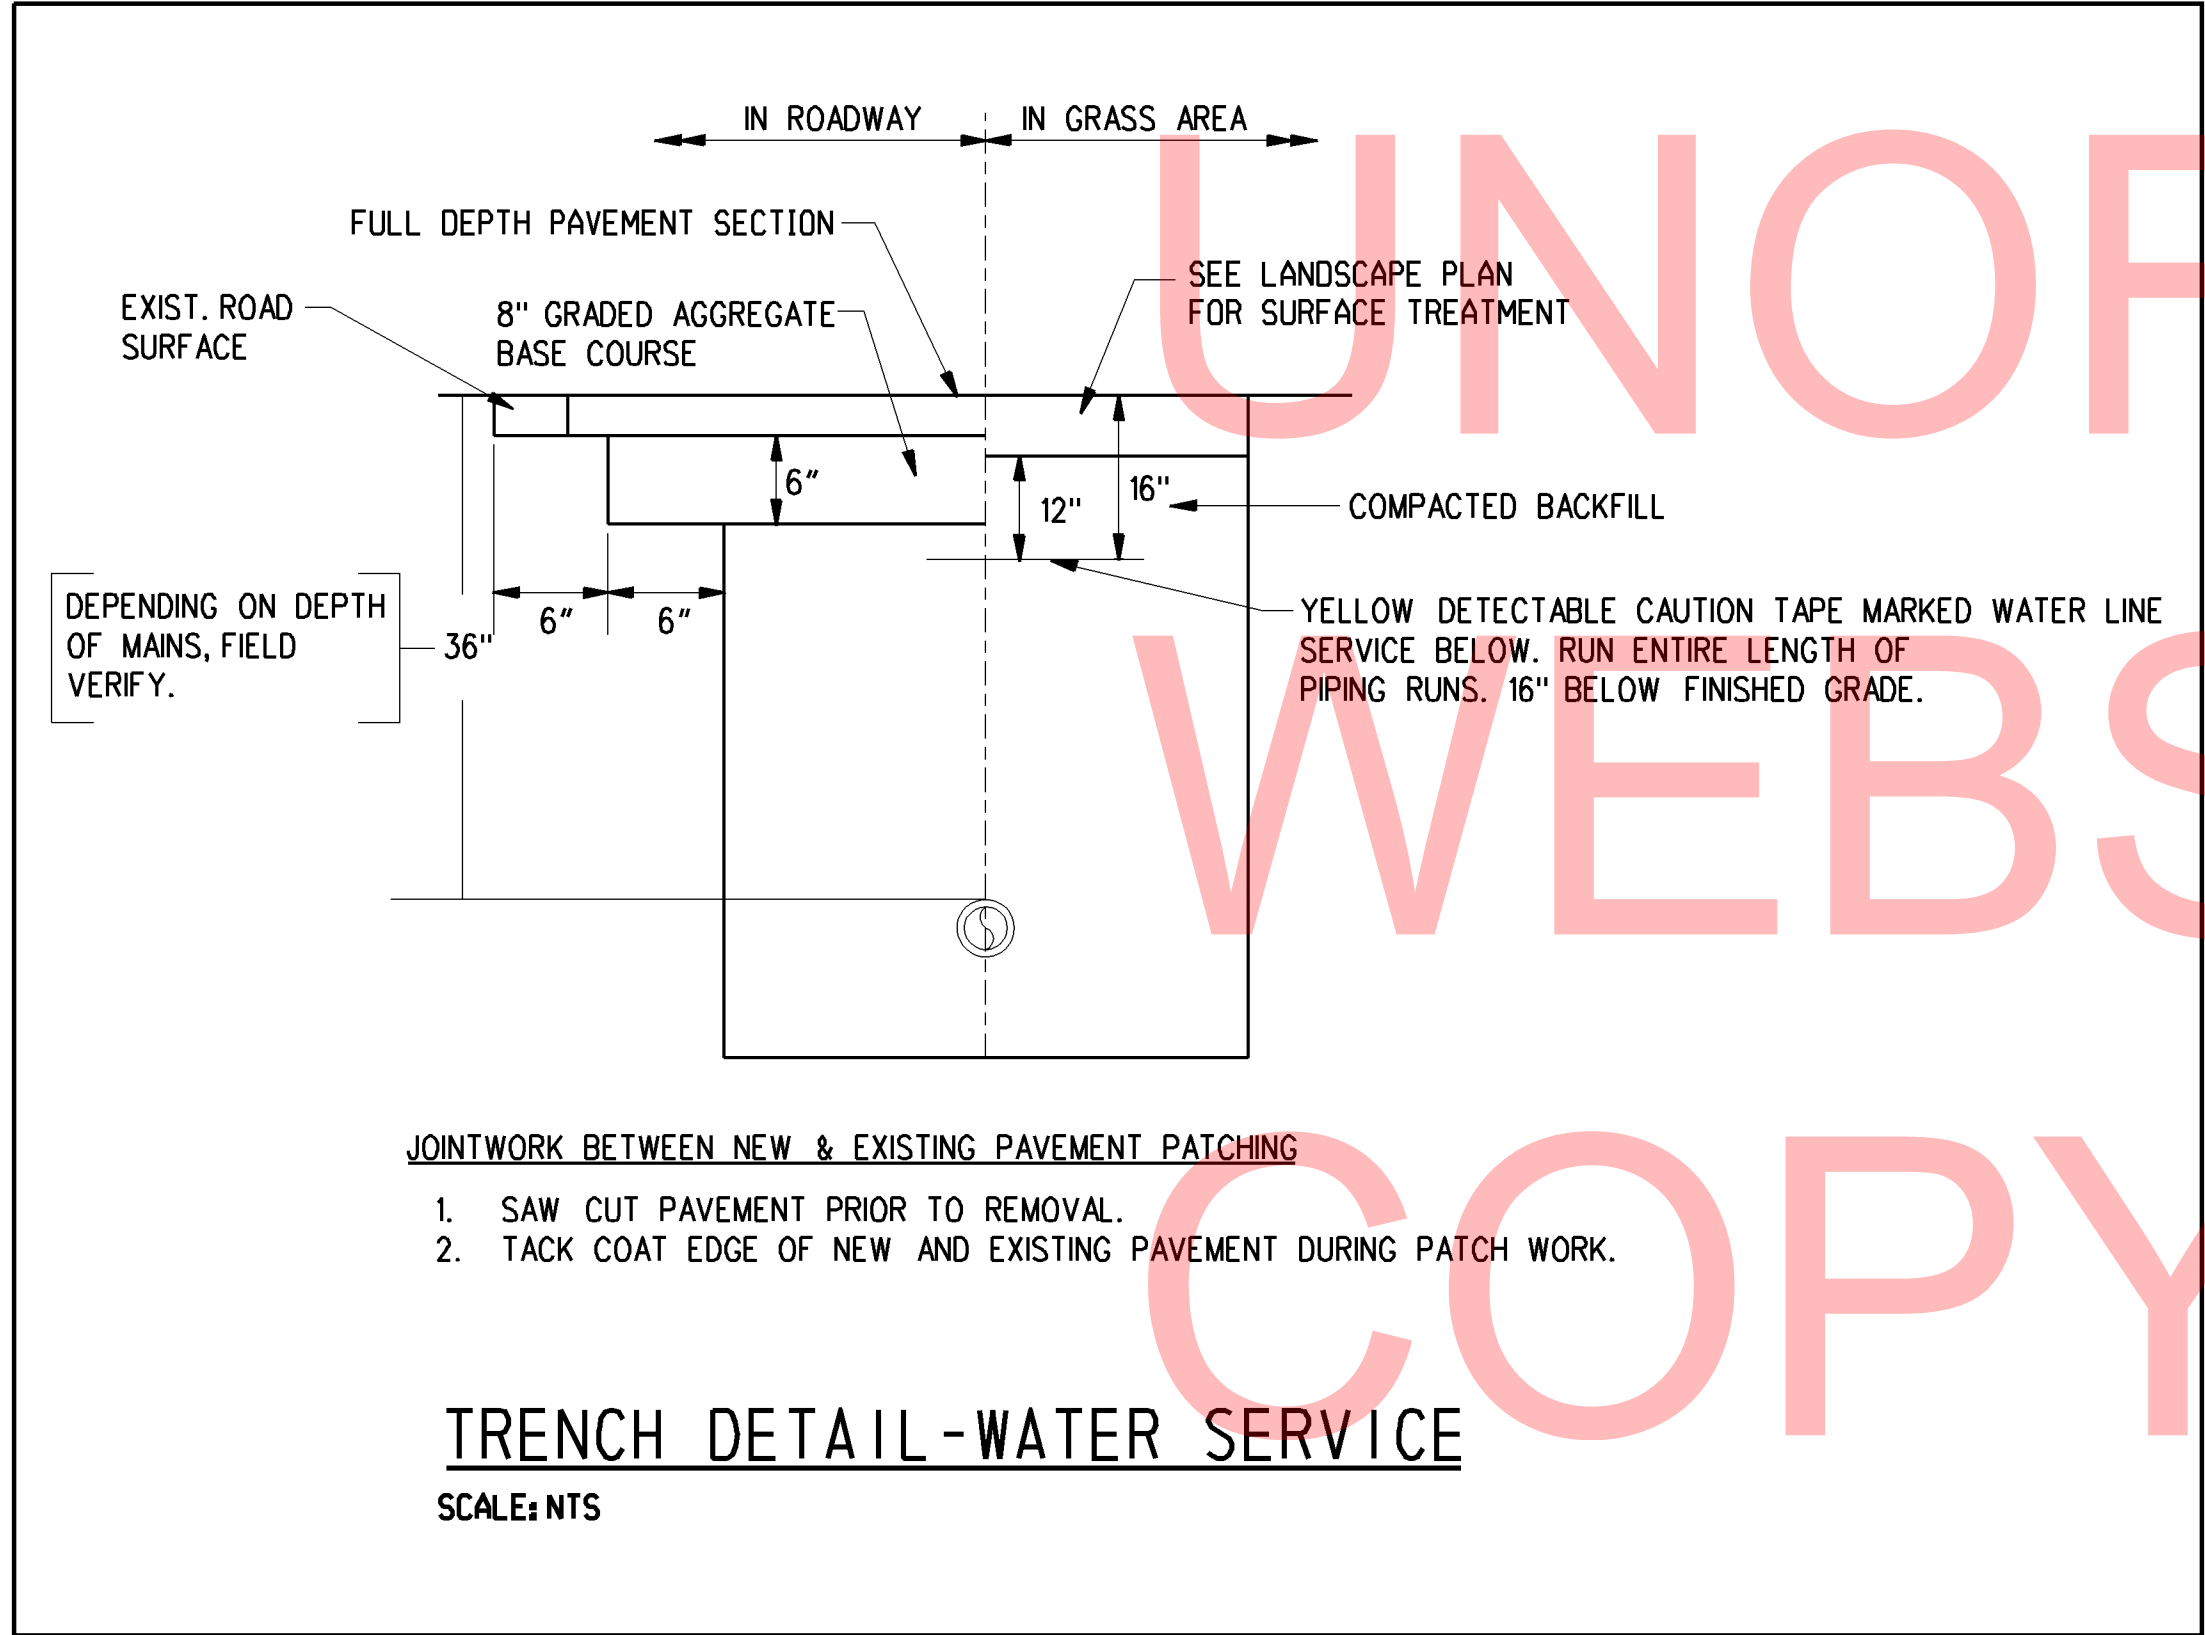 IN ROADWAY
IN GRASS AREA
FULL DEPTH PAVEMENT SECTION
SEE LANDSCAPE PLAN
FOR SURFACE TREATMENT
EXIST. ROAD
SURFACE
8" GRADED AGGREGATE
BASE COURSE
6"
12"
16"
COMPACTED BACKFILL
6"
6"
DEPENDING ON DEPTH
OF MAINS, FIELD
VERIFY.
36"
YELLOW DETECTABLE CAUTION TAPE MARKED WATER LINE
SERVICE BELOW. RUN ENTIRE LENGTH OF
PIPING RUNS. 16" BELOW FINISHED GRADE.
JOINTWORK BETWEEN NEW & EXISTING PAVEMENT PATCHING
1. SAW CUT PAVEMENT PRIOR TO REMOVAL.
2. TACK COAT EDGE OF NEW AND EXISTING PAVEMENT DURING PATCH WORK.
TRENCH DETAIL-WATER SERVICE
SCALE: NTS
UNOF
WEBS
COPY